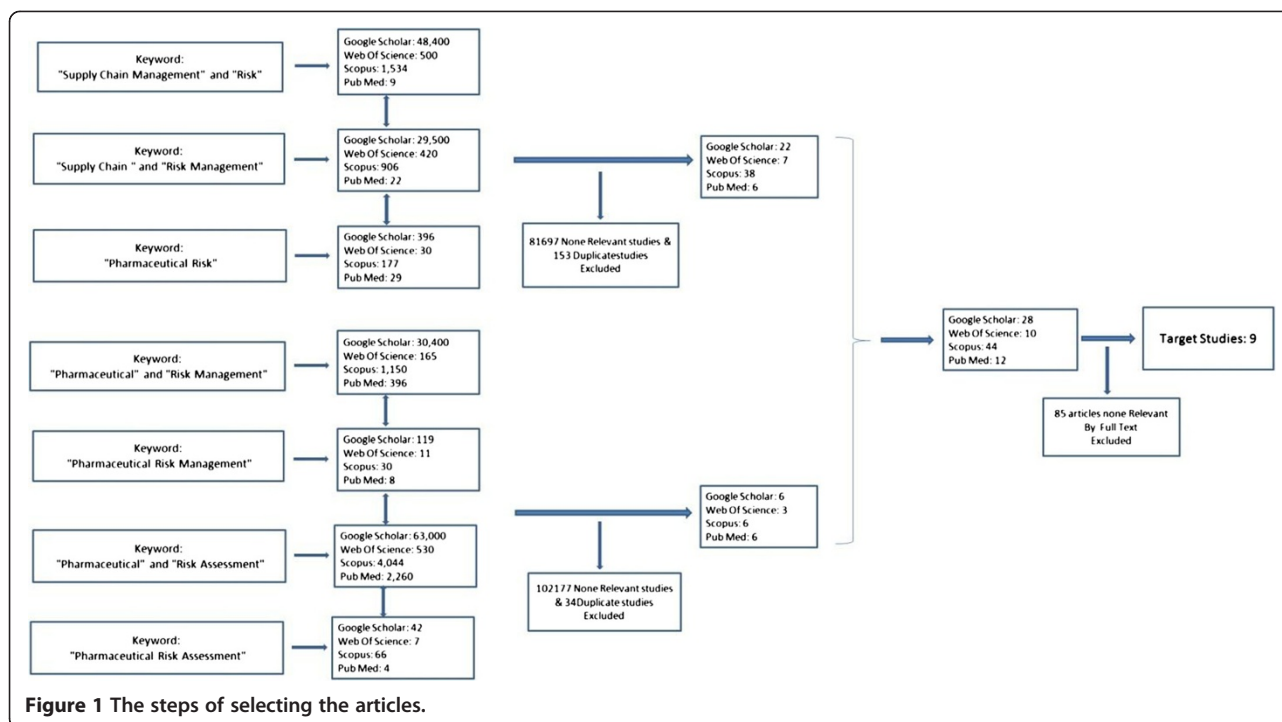 Keyword:
"Supply Chain Management" and "Risk"
Google Scholar: 48,400
Web Of Science: 500
Scopus: 1,534
Pub Med: 9
Keyword:
"Supply Chain " and "Risk Management"
Google Scholar: 29,500
Web Of Science: 420
Scopus: 906
Pub Med: 22
Keyword:
"Pharmaceutical Risk"
Google Scholar: 396
Web Of Science: 30
Scopus: 177
Pub Med: 29
81697 None Relevant studies &
153 Duplicatestudies
Excluded
Google Scholar: 22
Web Of Science: 7
Scopus: 38
Pub Med: 6
Keyword:
"Pharmaceutical" and "Risk Management"
Google Scholar: 30,400
Web Of Science: 165
Scopus: 1,150
Pub Med: 396
Keyword:
"Pharmaceutical Risk Management"
Google Scholar: 119
Web Of Science: 11
Scopus: 30
Pub Med: 8
Keyword:
"Pharmaceutical" and "Risk Assessment"
Google Scholar: 63,000
Web Of Science: 530
Scopus: 4,044
Pub Med: 2,260
Keyword:
"Pharmaceutical Risk Assessment"
Google Scholar: 42
Web Of Science: 7
Scopus: 66
Pub Med: 4
102177 None Relevant studies
& 34Duplicate studies
Excluded
Google Scholar: 6
Web Of Science: 3
Scopus: 6
Pub Med: 6
Google Scholar: 28
Web Of Science: 10
Scopus: 44
Pub Med: 12
85 articles none Relevant
By Full Text
Excluded
Target Studies: 9
Figure 1 The steps of selecting the articles.